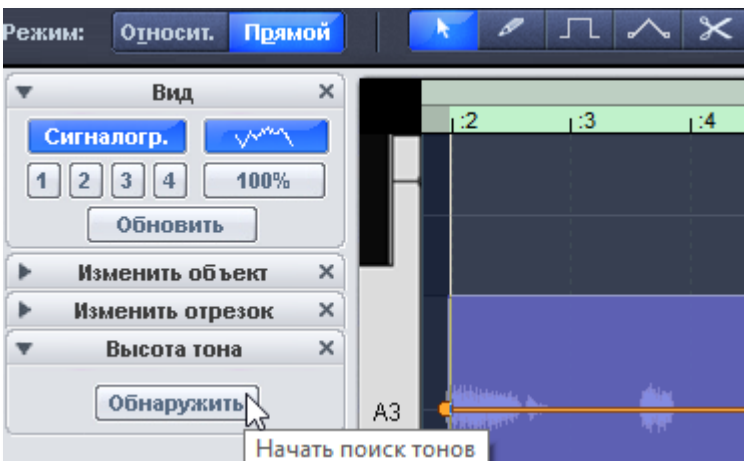 Режим: Относит. Прямой
Вид
:2 :3 :4
Сигналогр.
1 2 3 4 100%
Обновить
Изменить объект
Изменить отрезок
Высота тона
Обнаружить
A3
Начать поиск тонов